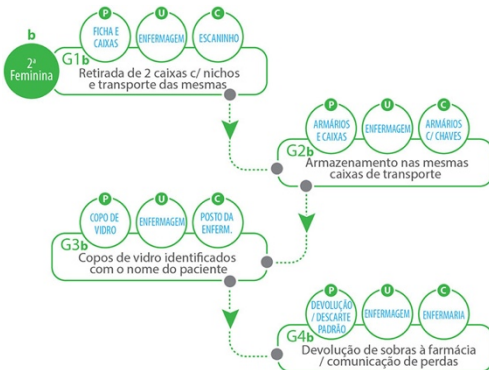 b
2ª
Feminina
P
FICHA E
CAIXAS
U
ENFERMAGEM
C
ESCANINHO
G1b
Retirada de 2 caixas c/ nichos
e transporte das mesmas
P
ARMÁRIOS
E CAIXAS
U
ENFERMAGEM
C
ARMÁRIOS
C/ CHAVES
G2b
Armazenamento nas mesmas
caixas de transporte
P
COPO DE
VIDRO
U
ENFERMAGEM
C
POSTO DA
ENFERM.
G3b
Copos de vidro identificados
com o nome do paciente
P
DEVOLUÇÃO
/ DESCARTE
PADRÃO
U
ENFERMAGEM
C
ENFERMARIA
G4b
Devolução de sobras à farmácia
/ comunicação de perdas